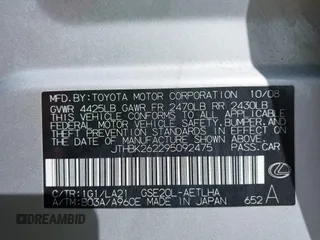 MFD.BY:TOYOTA MOTOR CORPORATION 10/08
GVWR 4425LB GAWR FR 2470LB RR 2430LB
THIS VEHICLE CONFORMS TO ALL APPLICABLE
FEDERAL MOTOR VEHICLE SAFETY,
BUMPER, AND THEFT PREVENTION
STANDARDS IN EFFECT ON THE
DATE OF MANUFACTURE SHOWN ABOVE.
JTHBK262295092475 PASS.CAR
C/TR:1G1/LA21 GSE20L-AETLHA
A/TM:B03A/A960E MADE IN JAPAN 652 A
LEXUS
DREAMBID